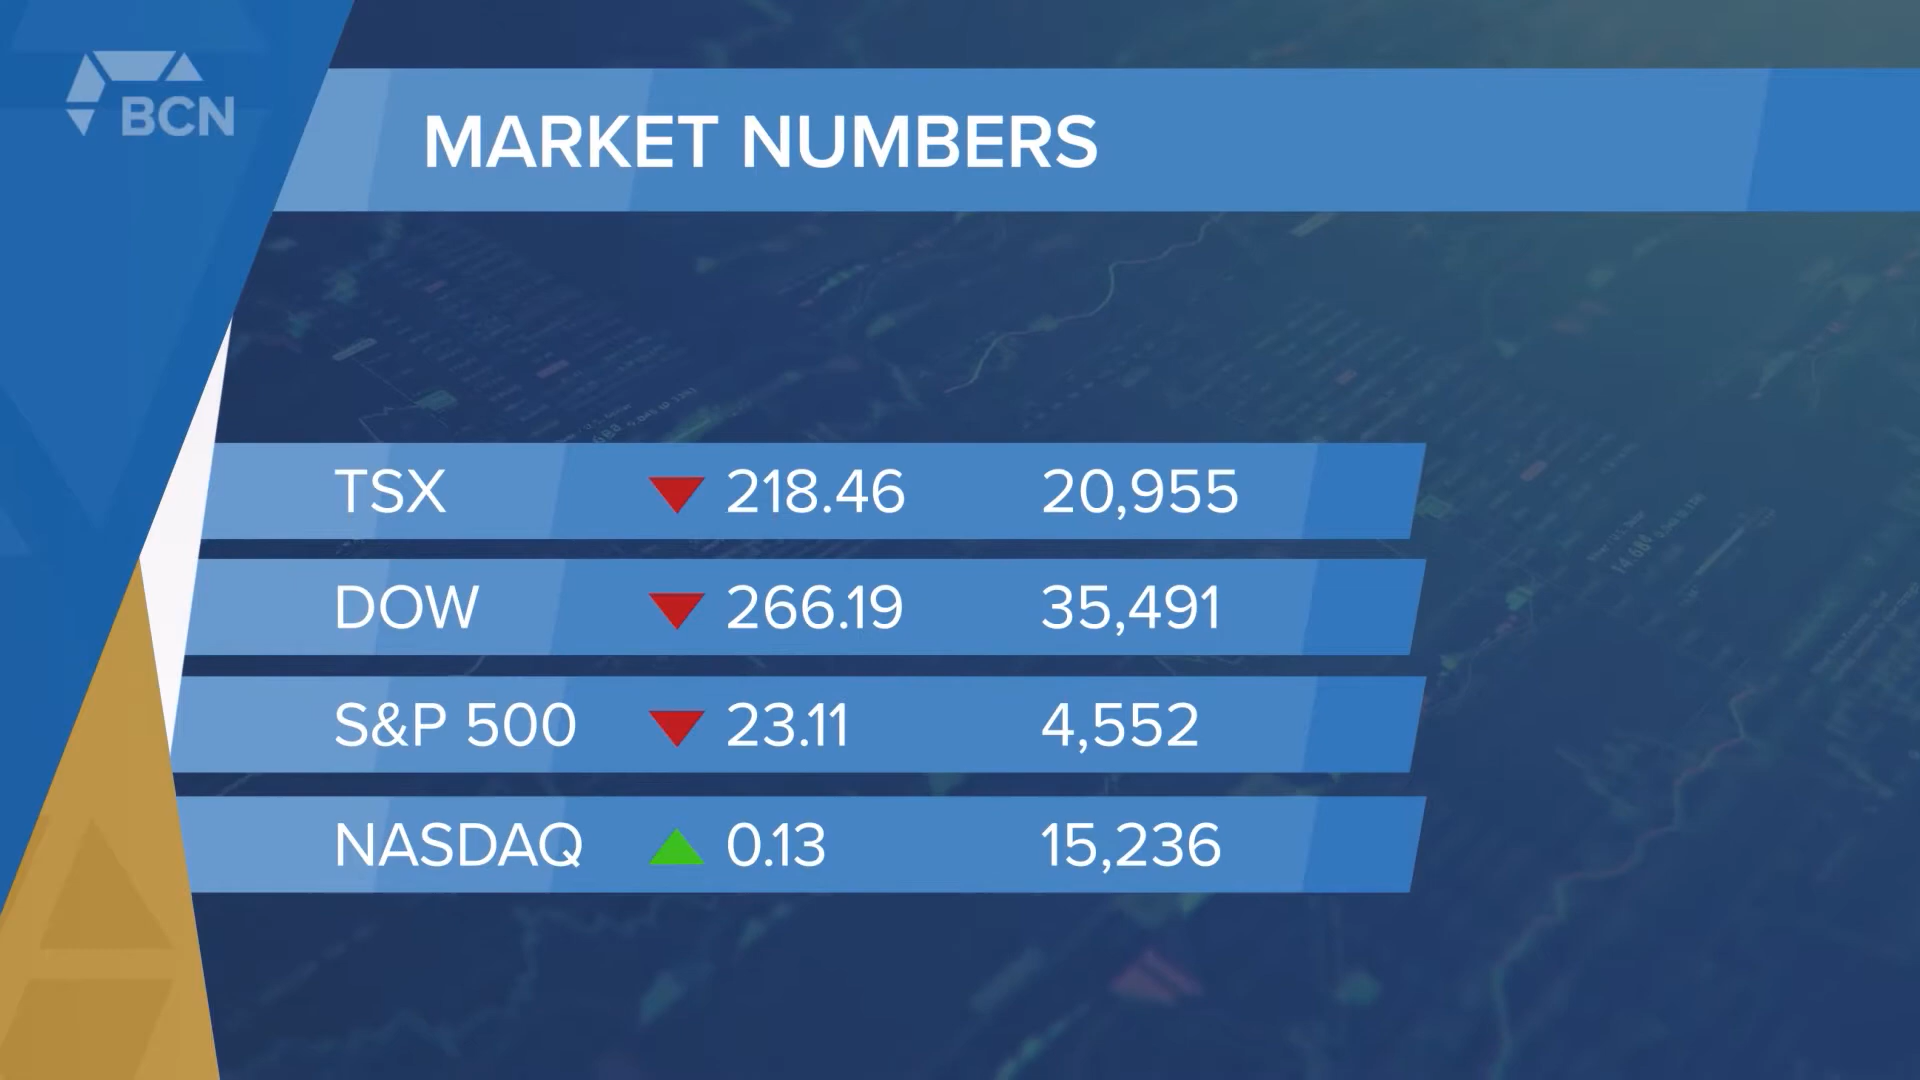 BCN
MARKET NUMBERS
TSX 218.46 20,955
DOW 266.19 35,491
S&P 500 23.11 4,552
NASDAQ 0.13 15,236